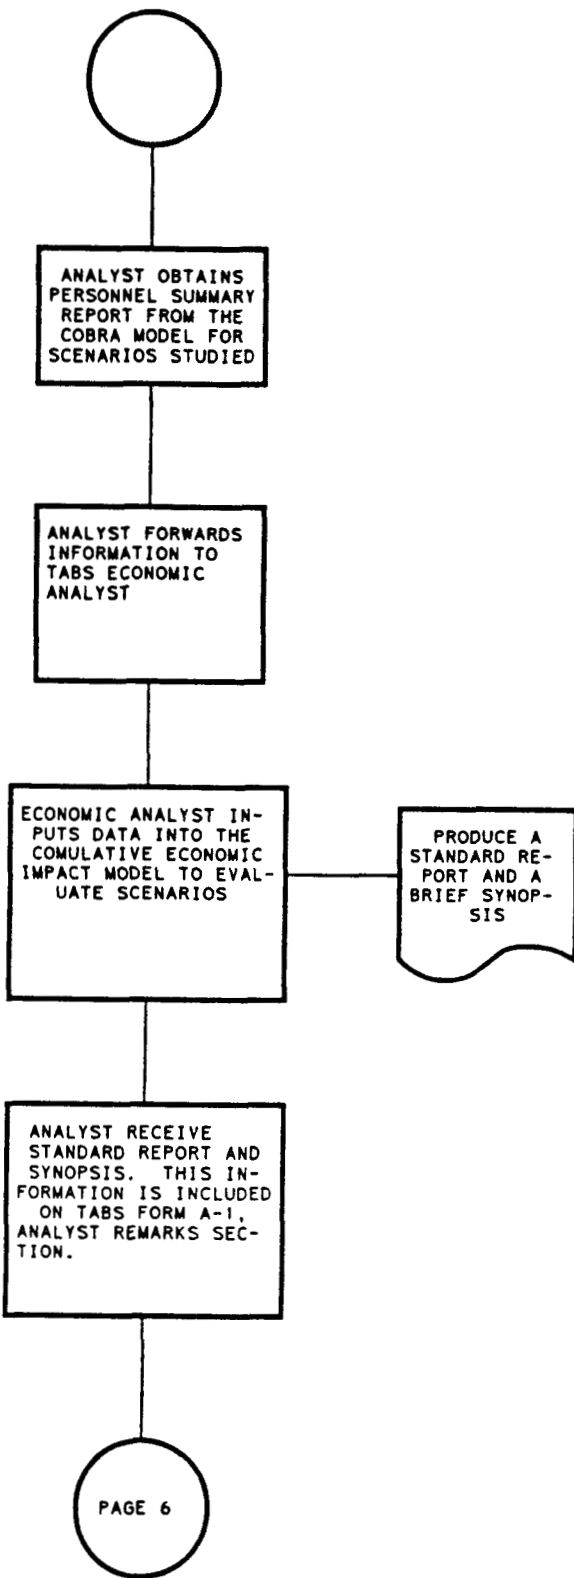 ANALYST OBTAINS
PERSONNEL SUMMARY
REPORT FROM THE
COBRA MODEL FOR
SCENARIOS STUDIED
ANALYST FORWARDS
INFORMATION TO
TABS ECONOMIC
ANALYST
ECONOMIC ANALYST IN-
PUTS DATA INTO THE
COMULATIVE ECONOMIC
IMPACT MODEL TO EVAL-
UATE SCENARIOS
PRODUCE A
STANDARD RE-
PORT AND A
BRIEF SYNOP-
SIS
ANALYST RECEIVE
STANDARD REPORT AND
SYNOPSIS. THIS IN-
FORMATION IS INCLUDED
ON TABS FORM A-1,
ANALYST REMARKS SEC-
TION.
PAGE 6